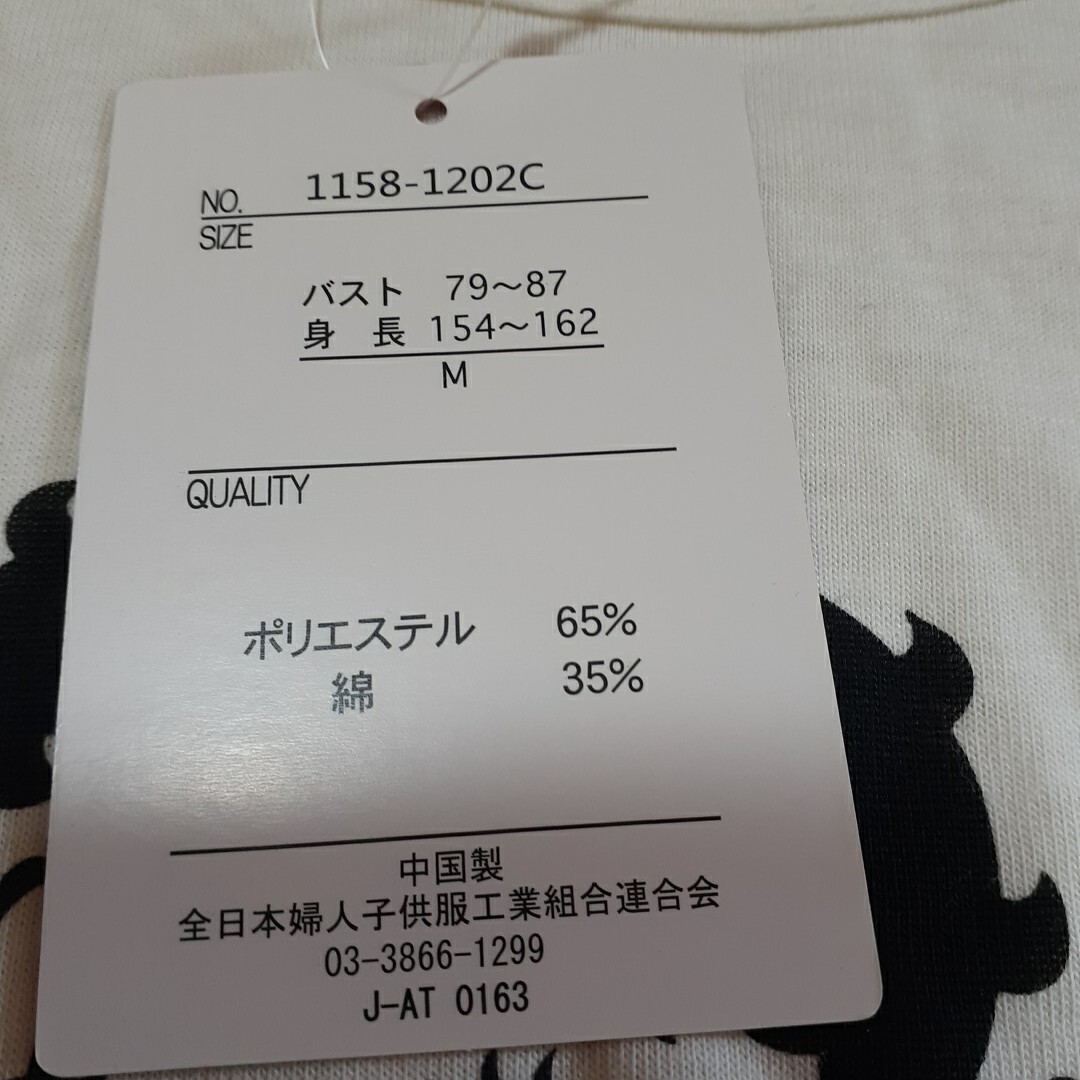 NO. 1158-1202C
SIZE
バスト 79～87
身 長 154～162
M
QUALITY
ポリエステル 65%
綿 35%
中国製
全日本婦人子供服工業組合連合会
03-3866-1299
J-AT 0163